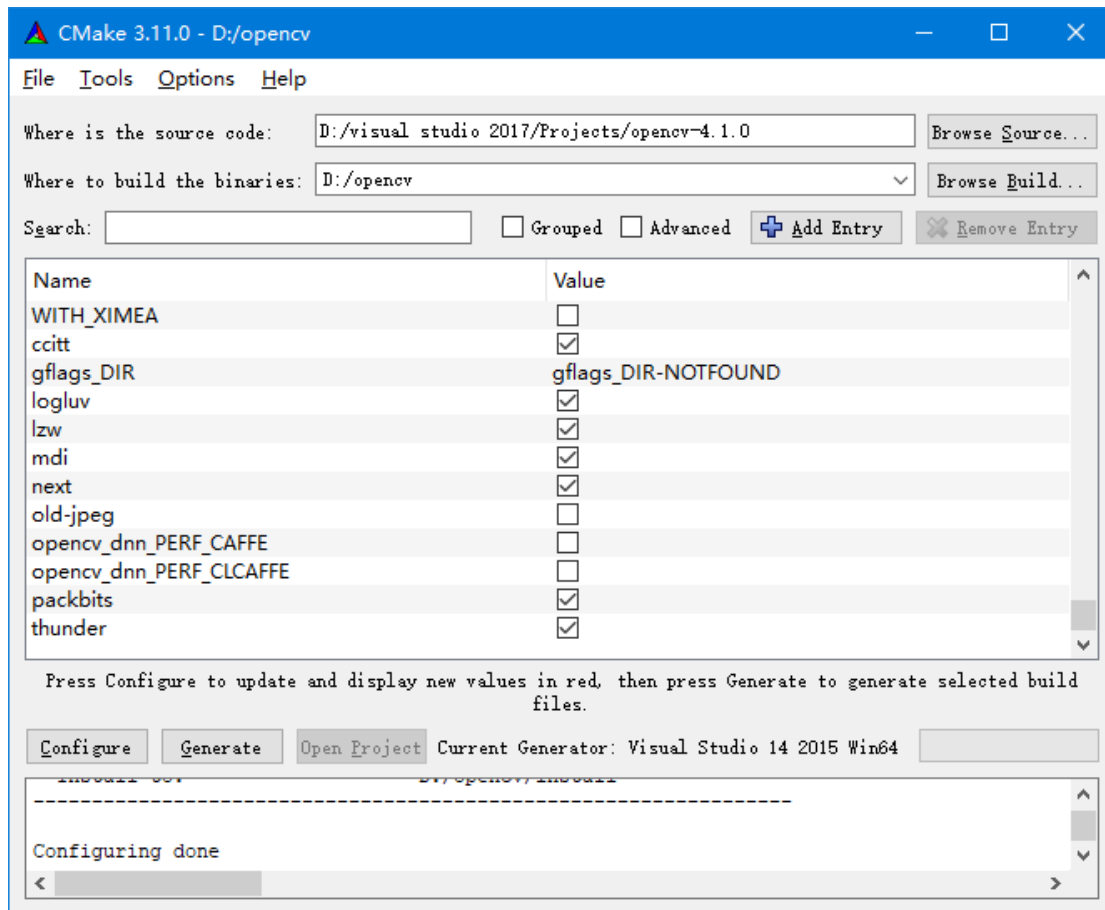 CMake 3.11.0 - D:/opencv
File Tools Options Help
Where is the source code: D:/visual studio 2017/Projects/opencv-4.1.0 Browse Source...
Where to build the binaries: D:/opencv Browse Build...
Search: Grouped Advanced Add Entry Remove Entry
Name Value
WITH_XIMEA
ccitt
gflags_DIR gflags_DIR-NOTFOUND
logluv
lzw
mdi
next
old-jpeg
opencv_dnn_PERF_CAFFE
opencv_dnn_PERF_CLCAFFE
packbits
thunder
Press Configure to update and display new values in red, then press Generate to generate selected build
files.
Configure Generate Open Project Current Generator: Visual Studio 14 2015 Win64
---------------------------------------------------------------
Configuring done